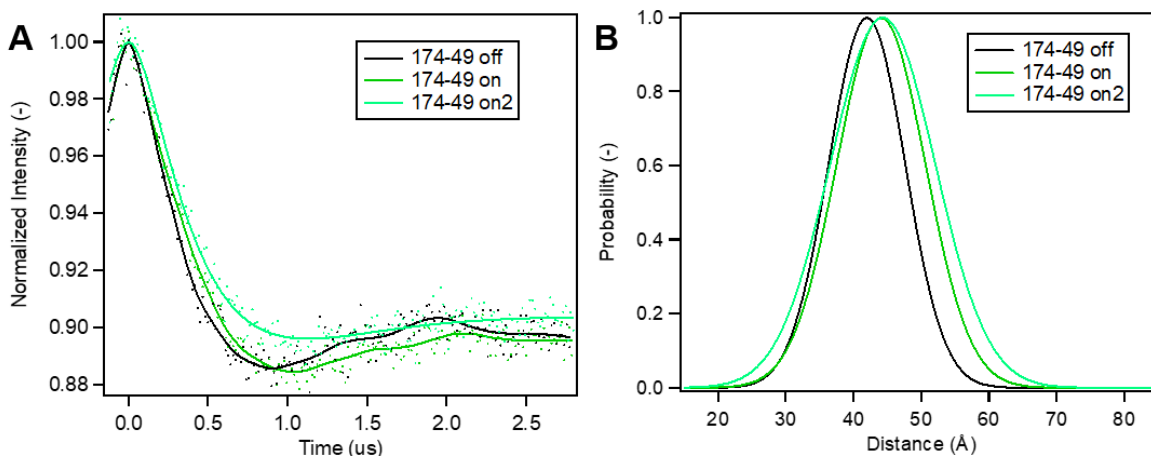 A
Normalized Intensity (-)
1.00
0.98
0.96
0.94
0.92
0.90
0.88
174-49 off
174-49 on
174-49 on2
0.0
0.5
1.0
1.5
2.0
2.5
Time (us)
B
Probability (-)
1.0
0.8
0.6
0.4
0.2
0.0
174-49 off
174-49 on
174-49 on2
20
30
40
50
60
70
80
Distance (Å)